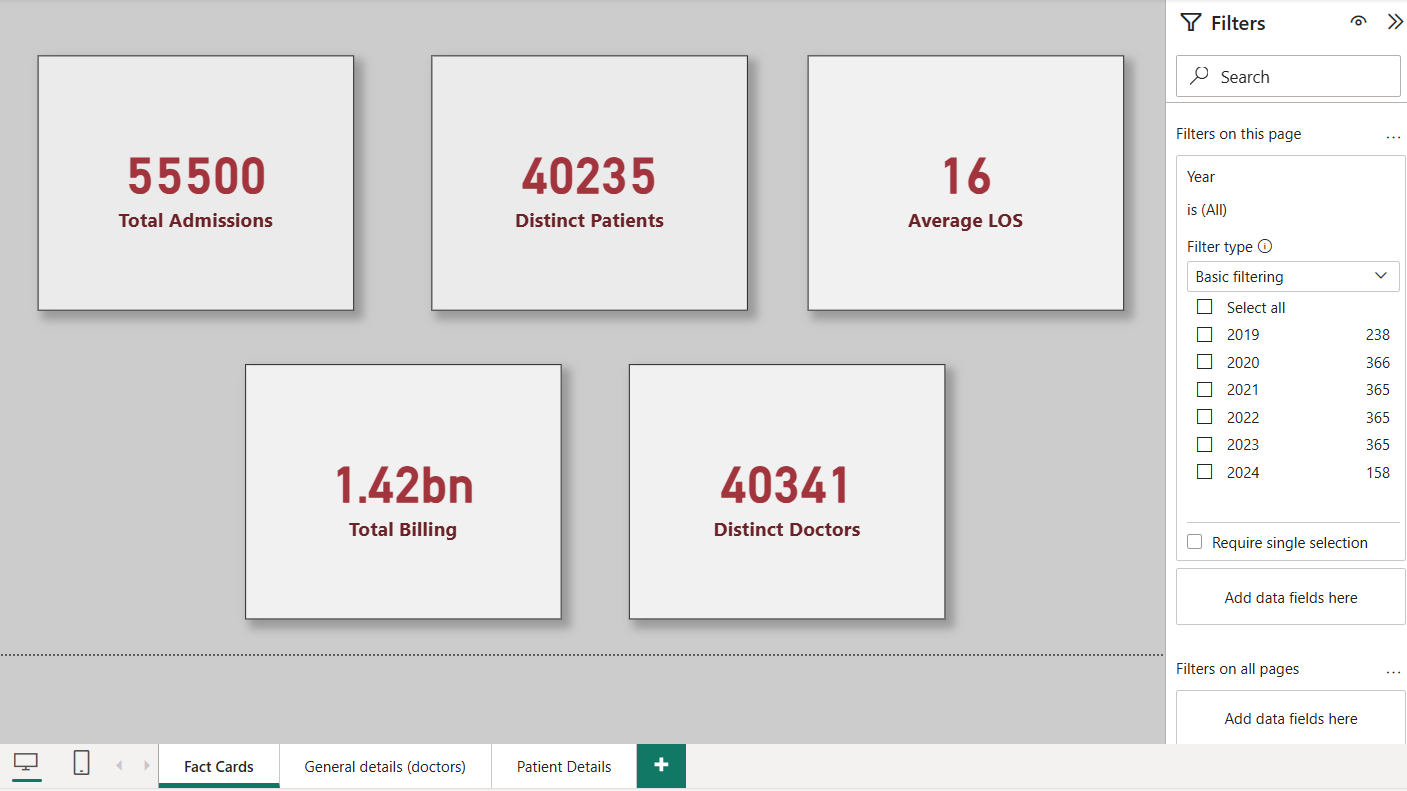 55500
Total Admissions
40235
Distinct Patients
16
Average LOS
1.42bn
Total Billing
40341
Distinct Doctors
Filters
Search
Filters on this page
...
Year
is (All)
Filter type
Basic filtering
Select all
2019 238
2020 366
2021 365
2022 365
2023 365
2024 158
Require single selection
Add data fields here
Filters on all pages
...
Add data fields here
Fact Cards
General details (doctors)
Patient Details
+